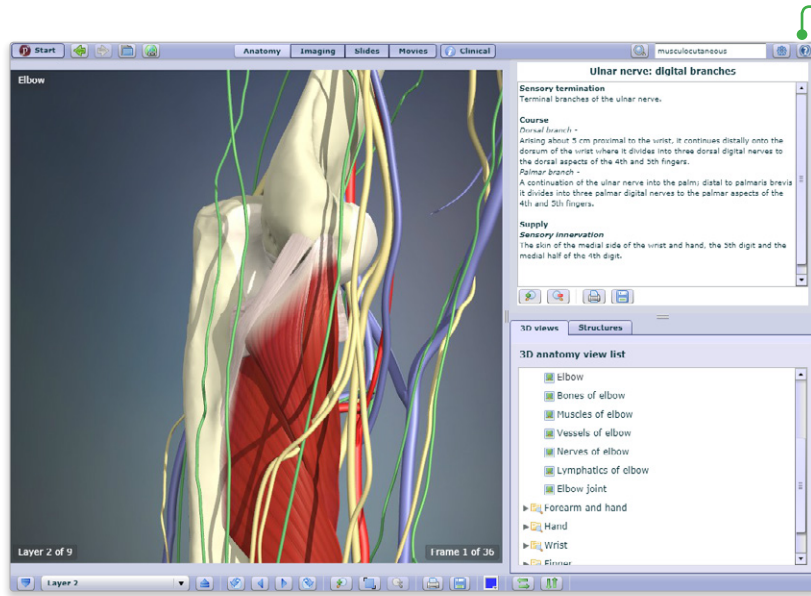 Start
Anatomy Imaging Slides Movies Clinical
musculocutaneous
Elbow
Ulnar nerve: digital branches
Sensory termination
Terminal branches of the ulnar nerve.
Course
Dorsal branch -
Arising about 5 cm proximal to the wrist, it continues distally onto the
dorsum of the wrist where it divides into three dorsal digital nerves to
the dorsal aspects of the 4th and 5th fingers.
Palmar branch -
A continuation of the ulnar nerve into the palm; distal to palmaris brevis
it divides into three palmar digital nerves to the palmar aspects of the
4th and 5th fingers.
Supply
Sensory innervation
The skin of the medial side of the wrist and hand, the 5th digit and the
medial half of the 4th digit.
3D views Structures
3D anatomy view list
Elbow
Bones of elbow
Muscles of elbow
Vessels of elbow
Nerves of elbow
Lymphatics of elbow
Elbow joint
Forearm and hand
Hand
Wrist
Layer 2 of 9
Frame 1 of 36
Layer 2